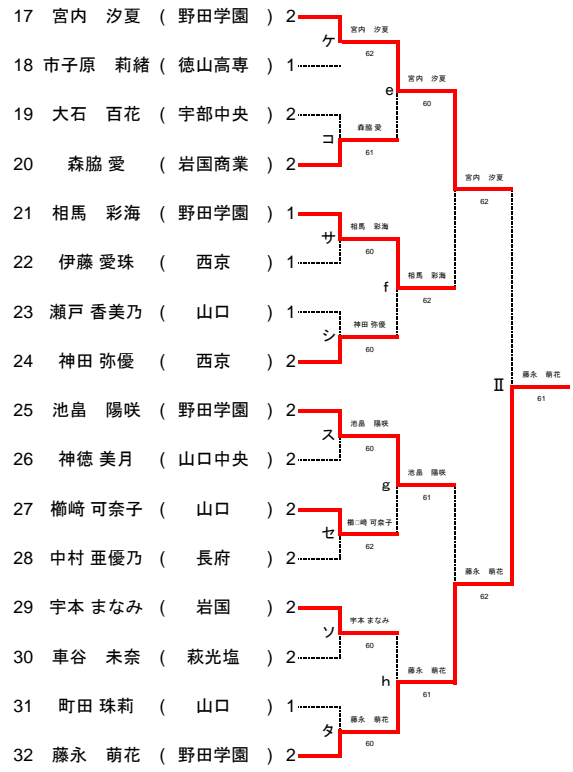 17 宮内 汐夏 ( 野田学園 ) 2
宮内 汐夏
ケ
62
宮内 汐夏
18 市子原 莉緒 ( 徳山高専 ) 1
e
60
19 大石 百花 ( 宇部中央 ) 2
森脇 愛
コ
61
20 森脇 愛 ( 岩国商業 ) 2
宮内 汐夏
62
21 相馬 彩海 ( 野田学園 ) 1
相馬 彩海
サ
60
22 伊藤 愛珠 ( 西京 ) 1
相馬 彩海
f
62
23 瀬戸 香美乃 ( 山口 ) 1
神田 弥優
シ
60
24 神田 弥優 ( 西京 ) 2
藤永 萌花
Ⅱ
61
25 池畠 陽咲 ( 野田学園 ) 2
池畠 陽咲
ス
60
26 神徳 美月 ( 山口中央 ) 2
池畠 陽咲
g
61
27 櫛﨑 可奈子 ( 山口 ) 2
櫛□崎 可奈子
セ
62
28 中村 亜優乃 ( 長府 ) 2
藤永 萌花
62
29 宇本 まなみ ( 岩国 ) 2
宇本 まなみ
ソ
60
30 車谷 未奈 ( 萩光塩 ) 2
藤永 萌花
h
61
31 町田 珠莉 ( 山口 ) 1
藤永 萌花
タ
60
32 藤永 萌花 ( 野田学園 ) 2